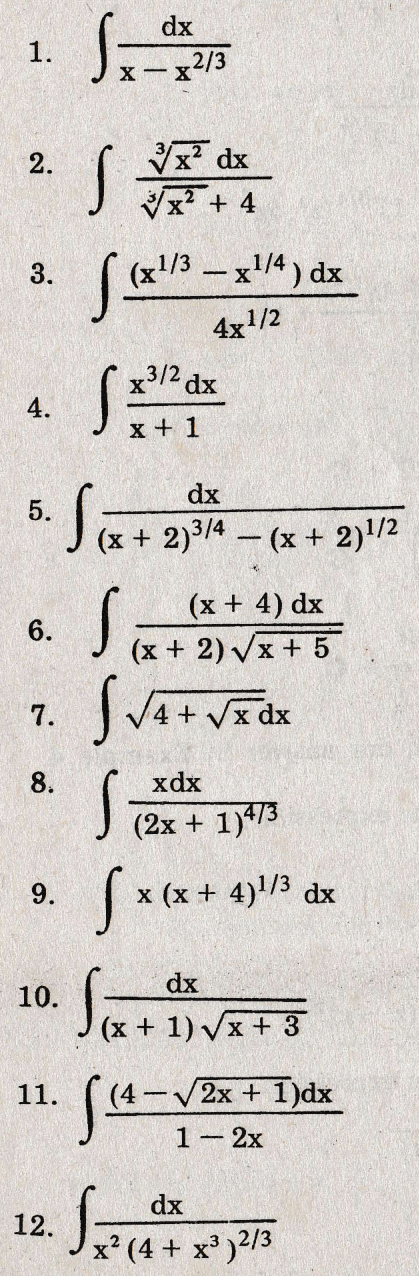 1. ∫ dx / (x – x^{2/3})
2. ∫ ∛x² dx / (∛x² + 4)
3. ∫ (x^{1/3} – x^{1/4}) dx / 4x^{1/2}
4. ∫ x^{3/2} dx / (x + 1)
5. ∫ dx / ((x + 2)^{3/4} – (x + 2)^{1/2})
6. ∫ (x + 4) dx / ((x + 2) √(x + 5))
7. ∫ √(4 + √x) dx
8. ∫ xdx / (2x + 1)^{4/3}
9. ∫ x (x + 4)^{1/3} dx
10. ∫ dx / ((x + 1) √(x + 3))
11. ∫ (4 – √(2x + 1))dx / (1 – 2x)
12. ∫ dx / (x² (4 + x³)^{2/3})